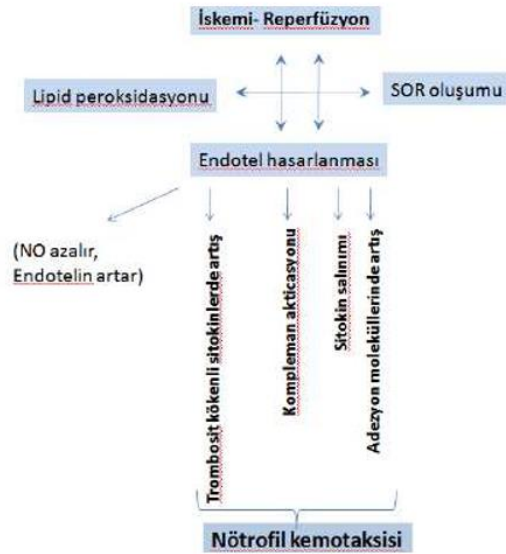 İskemi- Reperfüzyon
Lipid peroksidasyonu
SOR oluşumu
Endotel hasarlanması
(NO azalır,
Endotelin artar)
Trombosit kökenli sitokinlerde artış
Kompleman akticasyonu
Sitokin salınımı
Adezyon moleküllerinde artış
Nötrofil kemotaksisi